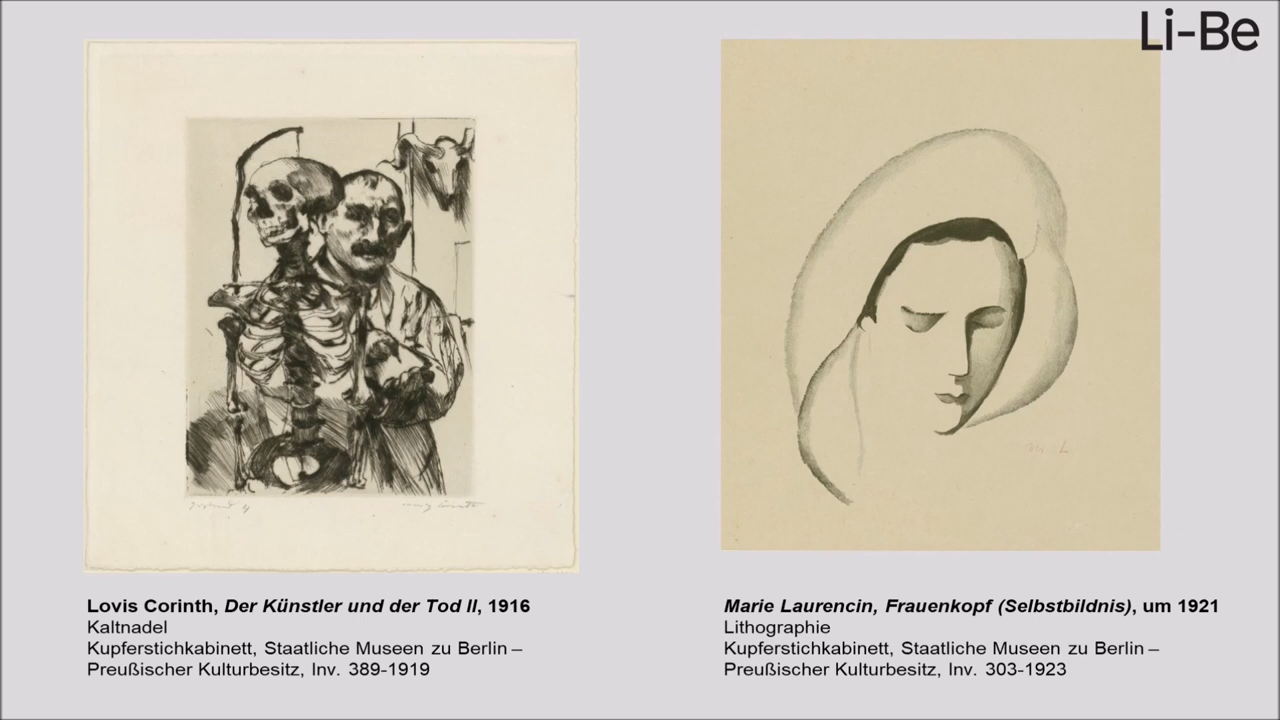 Li-Be
Lovis Corinth, Der Künstler und der Tod II, 1916
Kaltnadel
Kupferstichkabinett, Staatliche Museen zu Berlin –
Preußischer Kulturbesitz, Inv. 389-1919
Marie Laurencin, Frauenkopf (Selbstbildnis), um 1921
Lithographie
Kupferstichkabinett, Staatliche Museen zu Berlin –
Preußischer Kulturbesitz, Inv. 303-1923